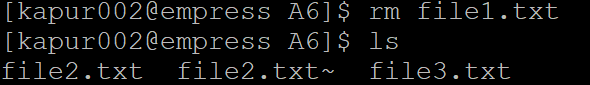 [kapur002@empress A6]$ rm file1.txt
[kapur002@empress A6]$ ls
file2.txt  file2.txt~  file3.txt